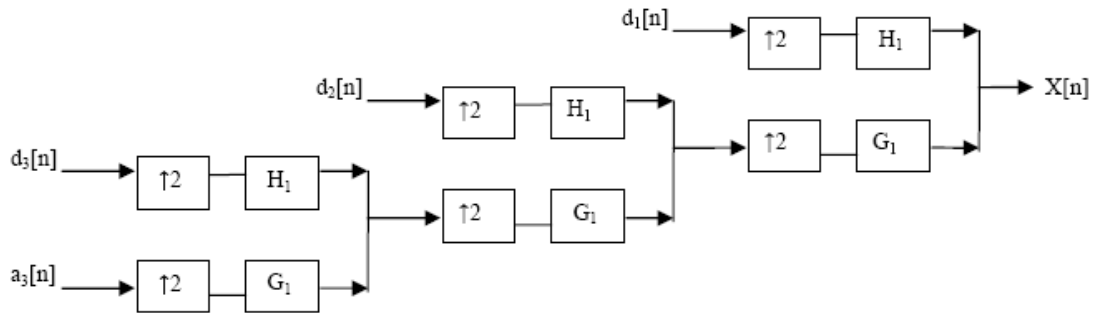 d₁[n] ↑2 H₁
X[n]
d₂[n] ↑2 H₁
↑2 G₁
d₃[n] ↑2 H₁
↑2 G₁
a₃[n] ↑2 G₁